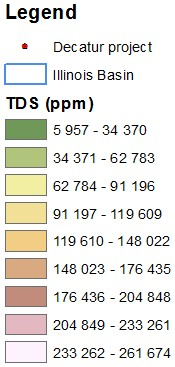 Legend
Decatur project
Illinois Basin
TDS (ppm)
5 957 - 34 370
34 371 - 62 783
62 784 - 91 196
91 197 - 119 609
119 610 - 148 022
148 023 - 176 435
176 436 - 204 848
204 849 - 233 261
233 262 - 261 674